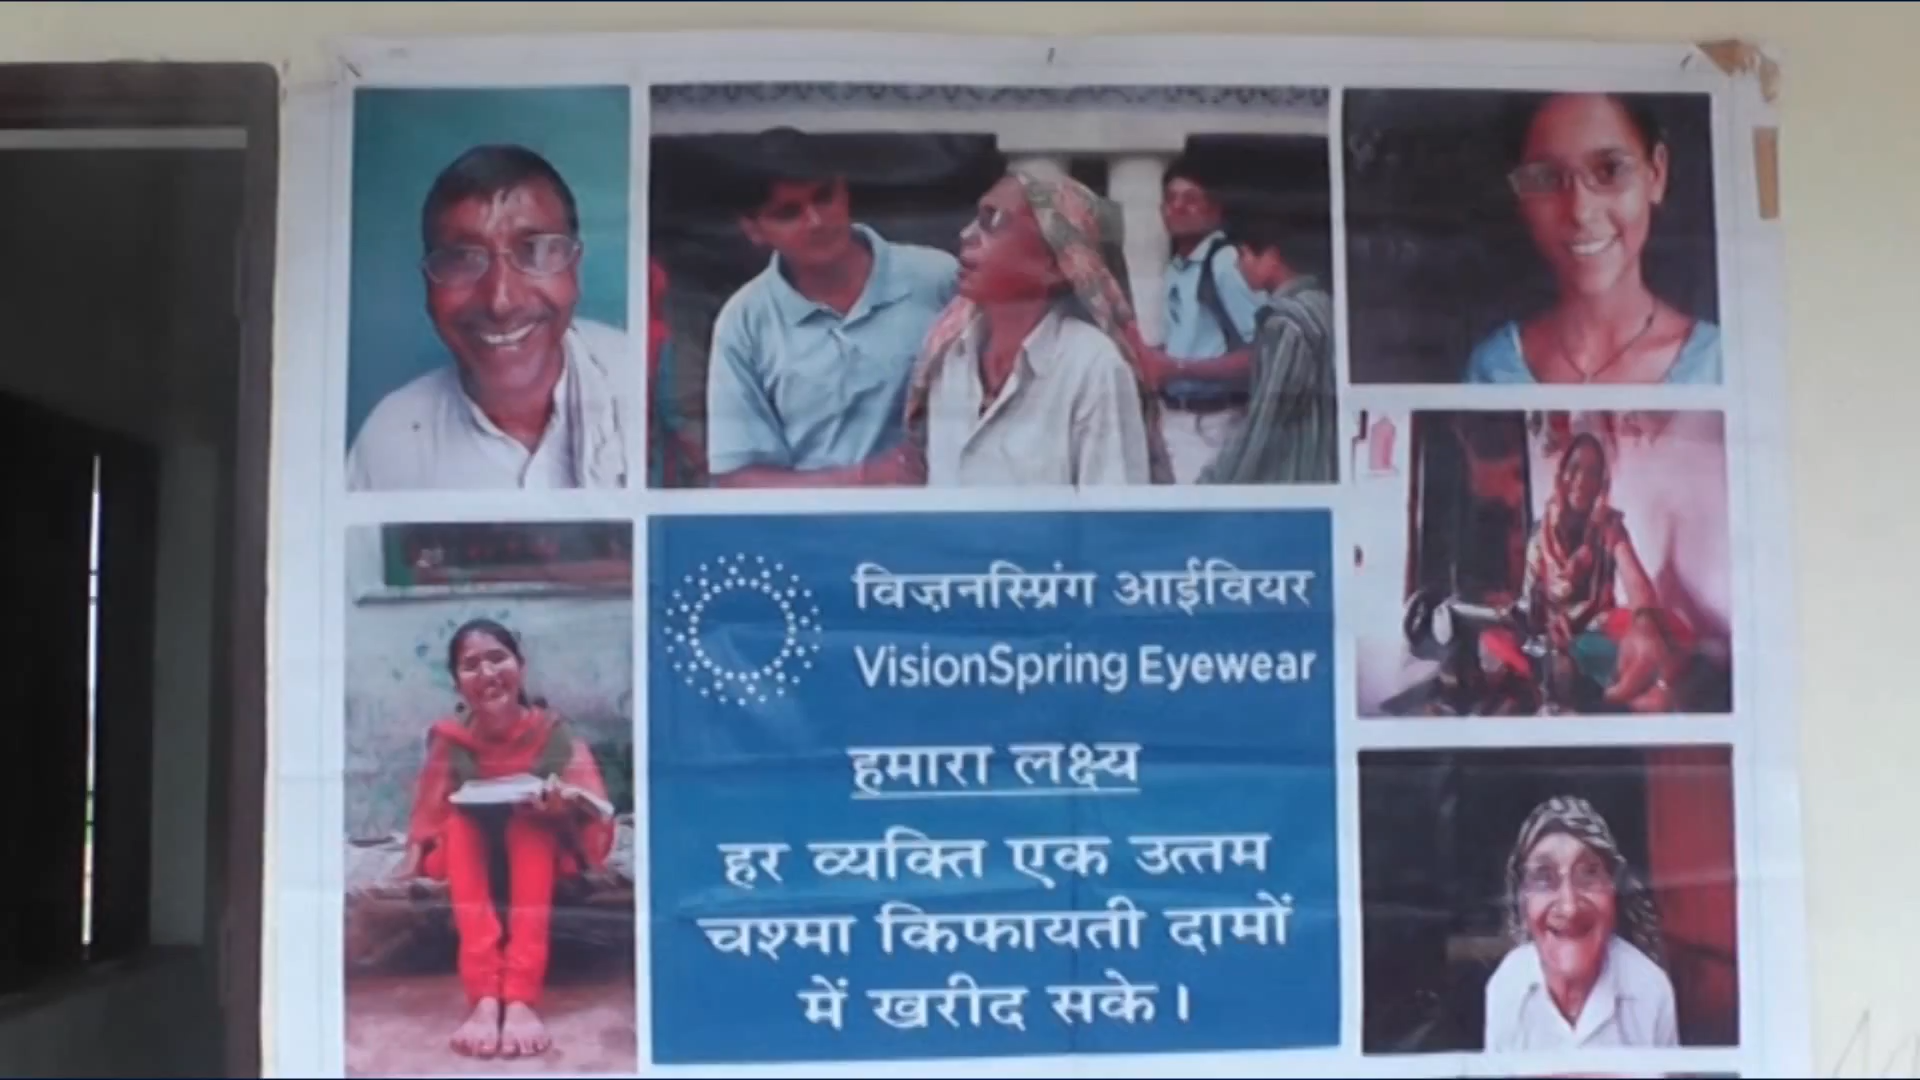 विज़नस्प्रिंग आईवियर
VisionSpring Eyewear
हमारा लक्ष्य
हर व्यक्ति एक उत्तम
चश्मा किफायती दामों
में खरीद सके।